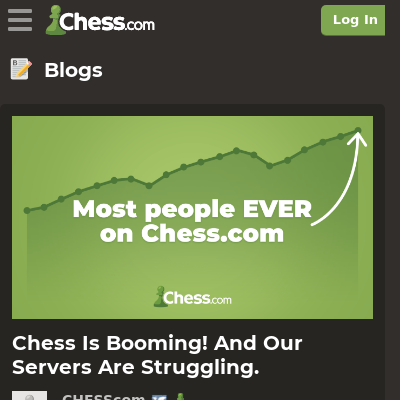 Chess.com
Log In
Blogs
Most people EVER
on Chess.com
Chess.com
Chess Is Booming! And Our
Servers Are Struggling.
CHESScom